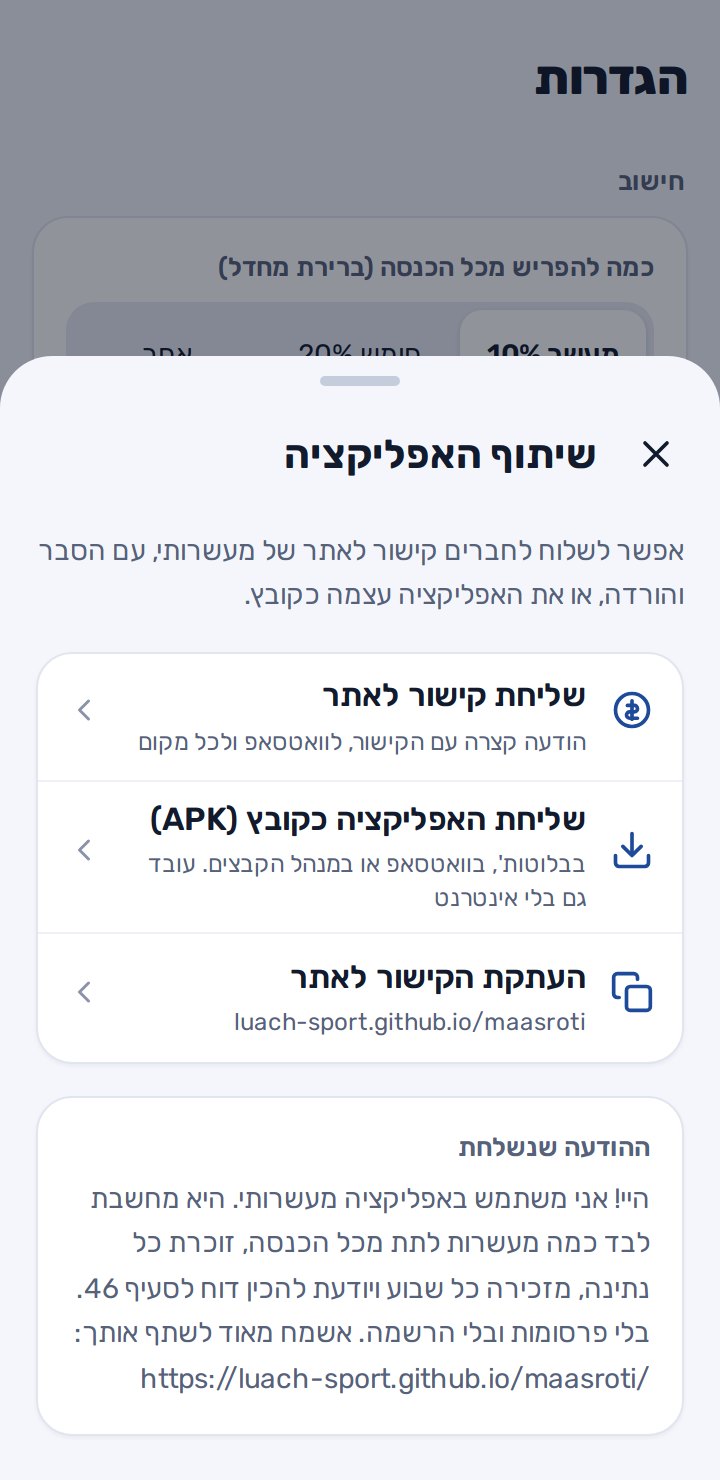 הגדרות
חישוב
כמה להפריש מכל הכנסה (ברירת מחדל)
מעשר 10%
חומש 20%
אחר
שיתוף האפליקציה
אפשר לשלוח לחברים קישור לאתר של מעשרותי, עם הסבר
והורדה, או את האפליקציה עצמה כקובץ.
שליחת קישור לאתר
הודעה קצרה עם הקישור, לוואטסאפ ולכל מקום
שליחת האפליקציה כקובץ (APK)
בבלוטות', בוואטסאפ או במנהל הקבצים. עובד
גם בלי אינטרנט
העתקת הקישור לאתר
luach-sport.github.io/maasroti
ההודעה שנשלחת
היי! אני משתמש באפליקציה מעשרותי. היא מחשבת
לבד כמה מעשרות לתת מכל הכנסה, זוכרת כל
נתינה, מזכירה כל שבוע ויודעת להכין דוח לסעיף 46.
בלי פרסומות ובלי הרשמה. אשמח מאוד לשתף אותך:
https://luach-sport.github.io/maasroti/